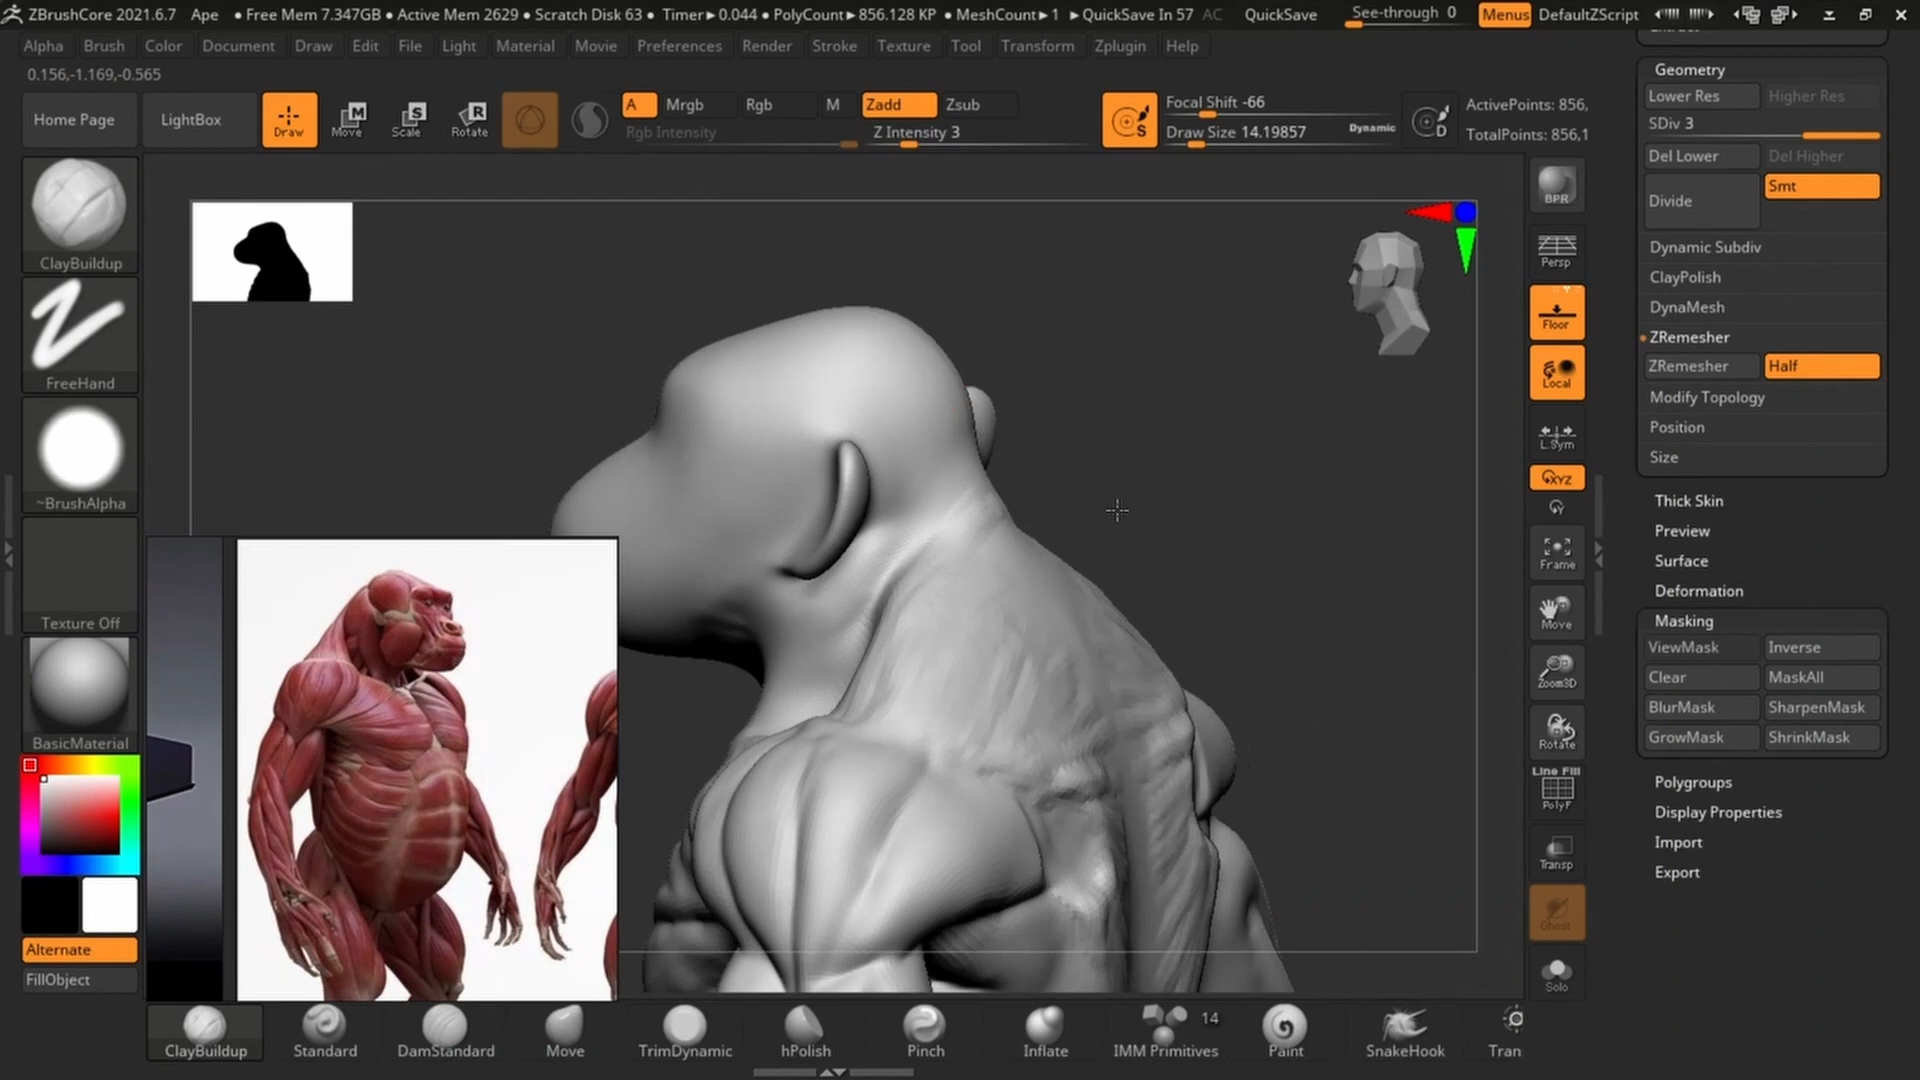 ZBrushCore 2021.6.7 Ape • Free Mem 7.347GB • Active Mem 2629 • Scratch Disk 63 • Timer►0.044 • PolyCount►856.128 KP • MeshCount►1 ►QuickSave In 57 AC QuickSave See-through 0 Menus DefaultZScript
Alpha Brush Color Document Draw Edit File Light Material Movie Preferences Render Stroke Texture Tool Transform Zplugin Help
0.156,-1.169,-0.565
Home Page
LightBox
Draw
Move
M
Scale
S
Rotate
R
A Mrgb Rgb M Zadd Zsub
Rgb Intensity
Z Intensity 3
S
Focal Shift -66
Draw Size 14.19857
Dynamic
D
ActivePoints: 856,
TotalPoints: 856,1
ClayBuildup
FreeHand
~BrushAlpha
Texture Off
BasicMaterial
Alternate
FillObject
BPR
Persp
Floor
Local
L.Sym
XYZ
Y
Frame
Move
Zoom3D
Rotate
Line Fill
PolyF
Transp
Ghost
Solo
Geometry
Lower Res
Higher Res
SDiv 3
Del Lower
Del Higher
Divide
Smt
Dynamic Subdiv
ClayPolish
DynaMesh
ZRemesher
ZRemesher
Half
Modify Topology
Position
Size
Thick Skin
Preview
Surface
Deformation
Masking
ViewMask
Inverse
Clear
MaskAll
BlurMask
SharpenMask
GrowMask
ShrinkMask
Polygroups
Display Properties
Import
Export
14
ClayBuildup Standard DamStandard Move TrimDynamic hPolish Pinch Inflate IMM Primitives Paint SnakeHook Tran